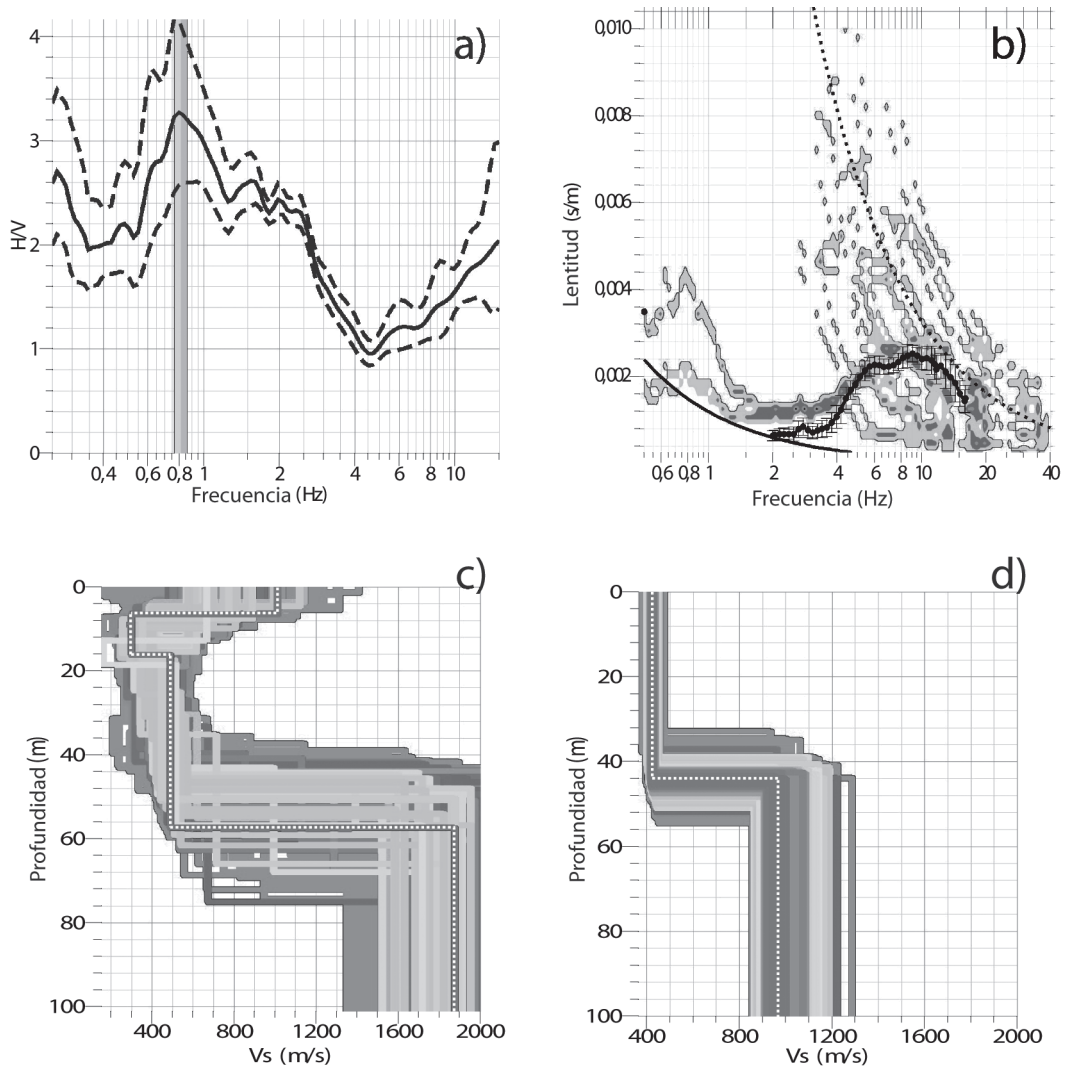 a)
4
3
2
1
0
H/V
0,4 0,6 0,8 1 2 4 6 8 10
Frecuencia (Hz)
b)
0,010
0,008
0,006
0,004
0,002
Lentitud (s/m)
0,6 0,8 1 2 4 6 8 10 20 40
Frecuencia (Hz)
c)
0
20
40
60
80
100
Profundidad (m)
400 800 1200 1600 2000
Vs (m/s)
d)
0
20
40
60
80
100
Profundidad (m)
400 800 1200 1600 2000
Vs (m/s)